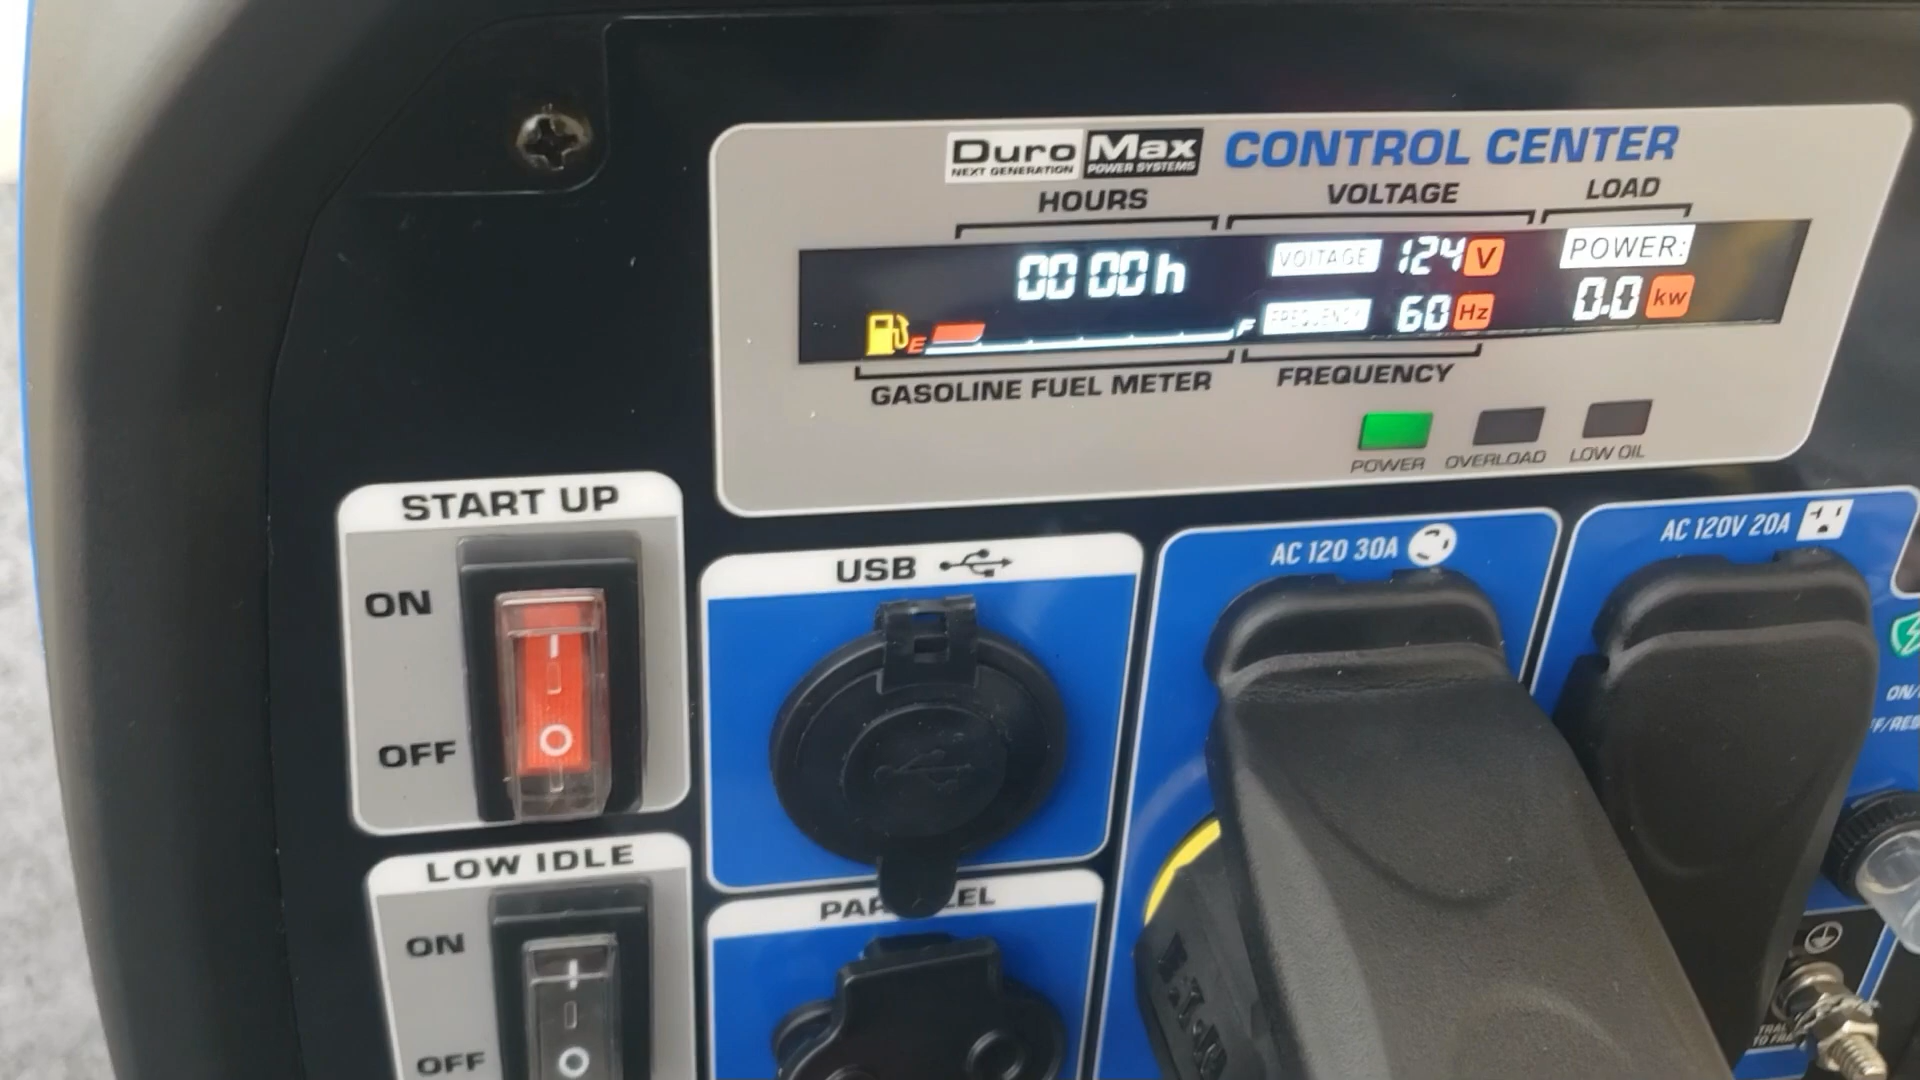 DuroMax CONTROL CENTER
NEXT GENERATION POWER SYSTEMS
HOURS VOLTAGE LOAD
00 00 h VOLTAGE 124 V POWER:
E F FREQUENCY 60 Hz 0.0 kw
GASOLINE FUEL METER FREQUENCY
POWER OVERLOAD LOW OIL
START UP
ON
OFF
USB
AC 120 30A
AC 120V 20A
LOW IDLE
ON
OFF